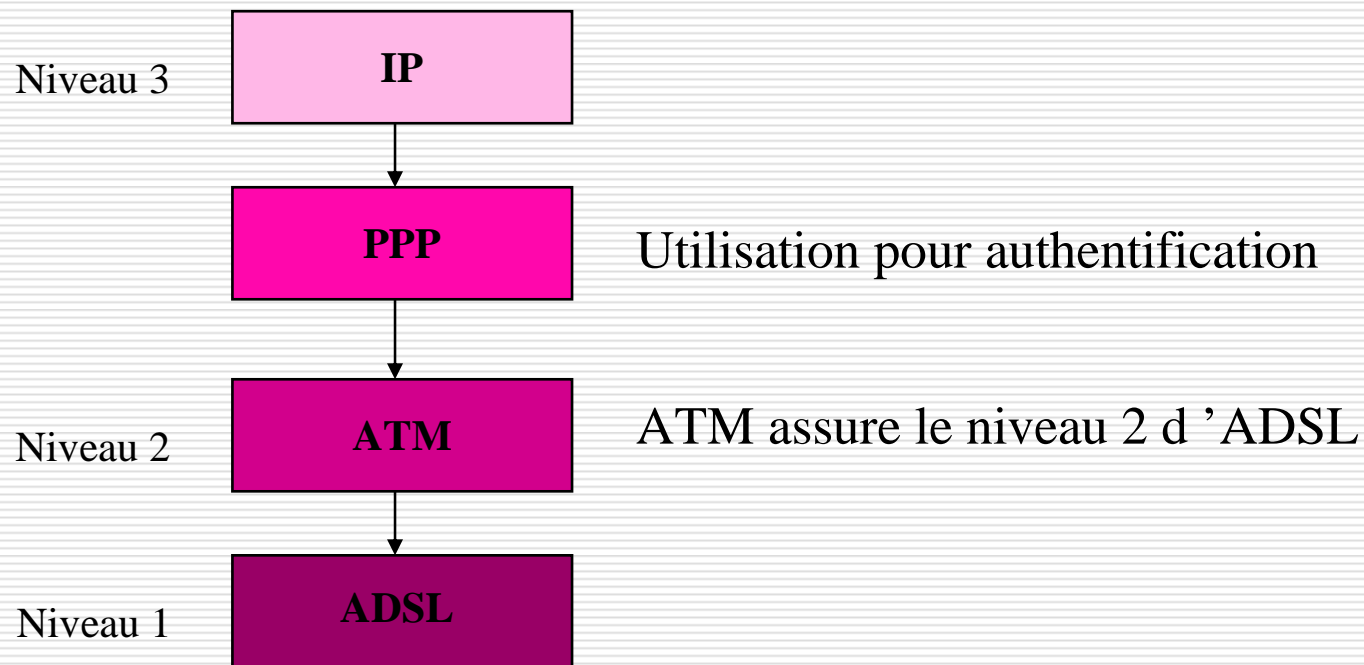 Niveau 3
IP
PPP
Utilisation pour authentification
Niveau 2
ATM
ATM assure le niveau 2 d ’ADSL
Niveau 1
ADSL